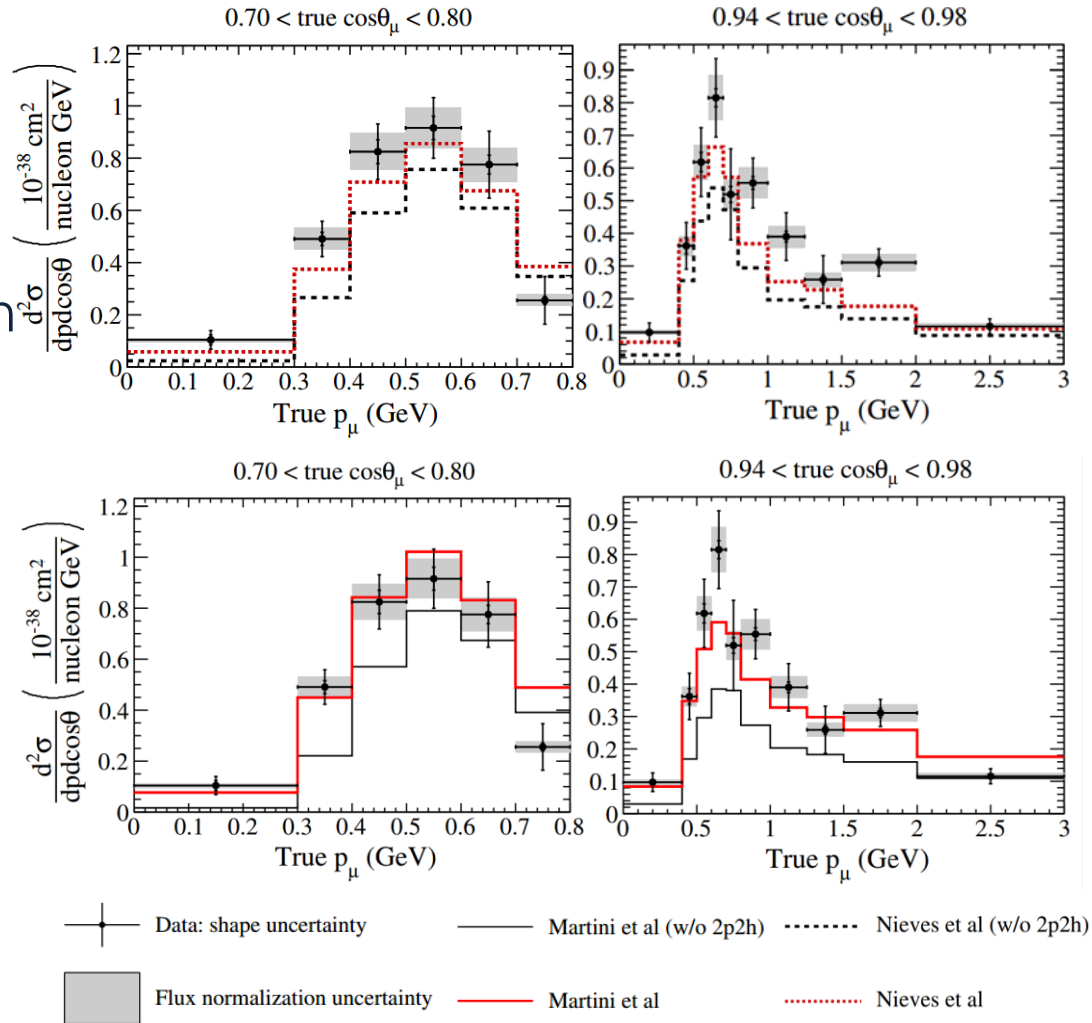 0.70 < true cosθμ < 0.80
0.94 < true cosθμ < 0.98
d²σ
dpdcosθ
(
10⁻³⁸ cm²
nucleon GeV
)
1.2
1
0.8
0.6
0.4
0.2
0
0 0.1 0.2 0.3 0.4 0.5 0.6 0.7 0.8
True pμ (GeV)
0.9
0.8
0.7
0.6
0.5
0.4
0.3
0.2
0.1
0
0 0.5 1 1.5 2 2.5 3
True pμ (GeV)
0.70 < true cosθμ < 0.80
0.94 < true cosθμ < 0.98
d²σ
dpdcosθ
(
10⁻³⁸ cm²
nucleon GeV
)
1.2
1
0.8
0.6
0.4
0.2
0
0 0.1 0.2 0.3 0.4 0.5 0.6 0.7 0.8
True pμ (GeV)
0.9
0.8
0.7
0.6
0.5
0.4
0.3
0.2
0.1
0
0 0.5 1 1.5 2 2.5 3
True pμ (GeV)
Data: shape uncertainty
Martini et al (w/o 2p2h)
Nieves et al (w/o 2p2h)
Flux normalization uncertainty
Martini et al
Nieves et al